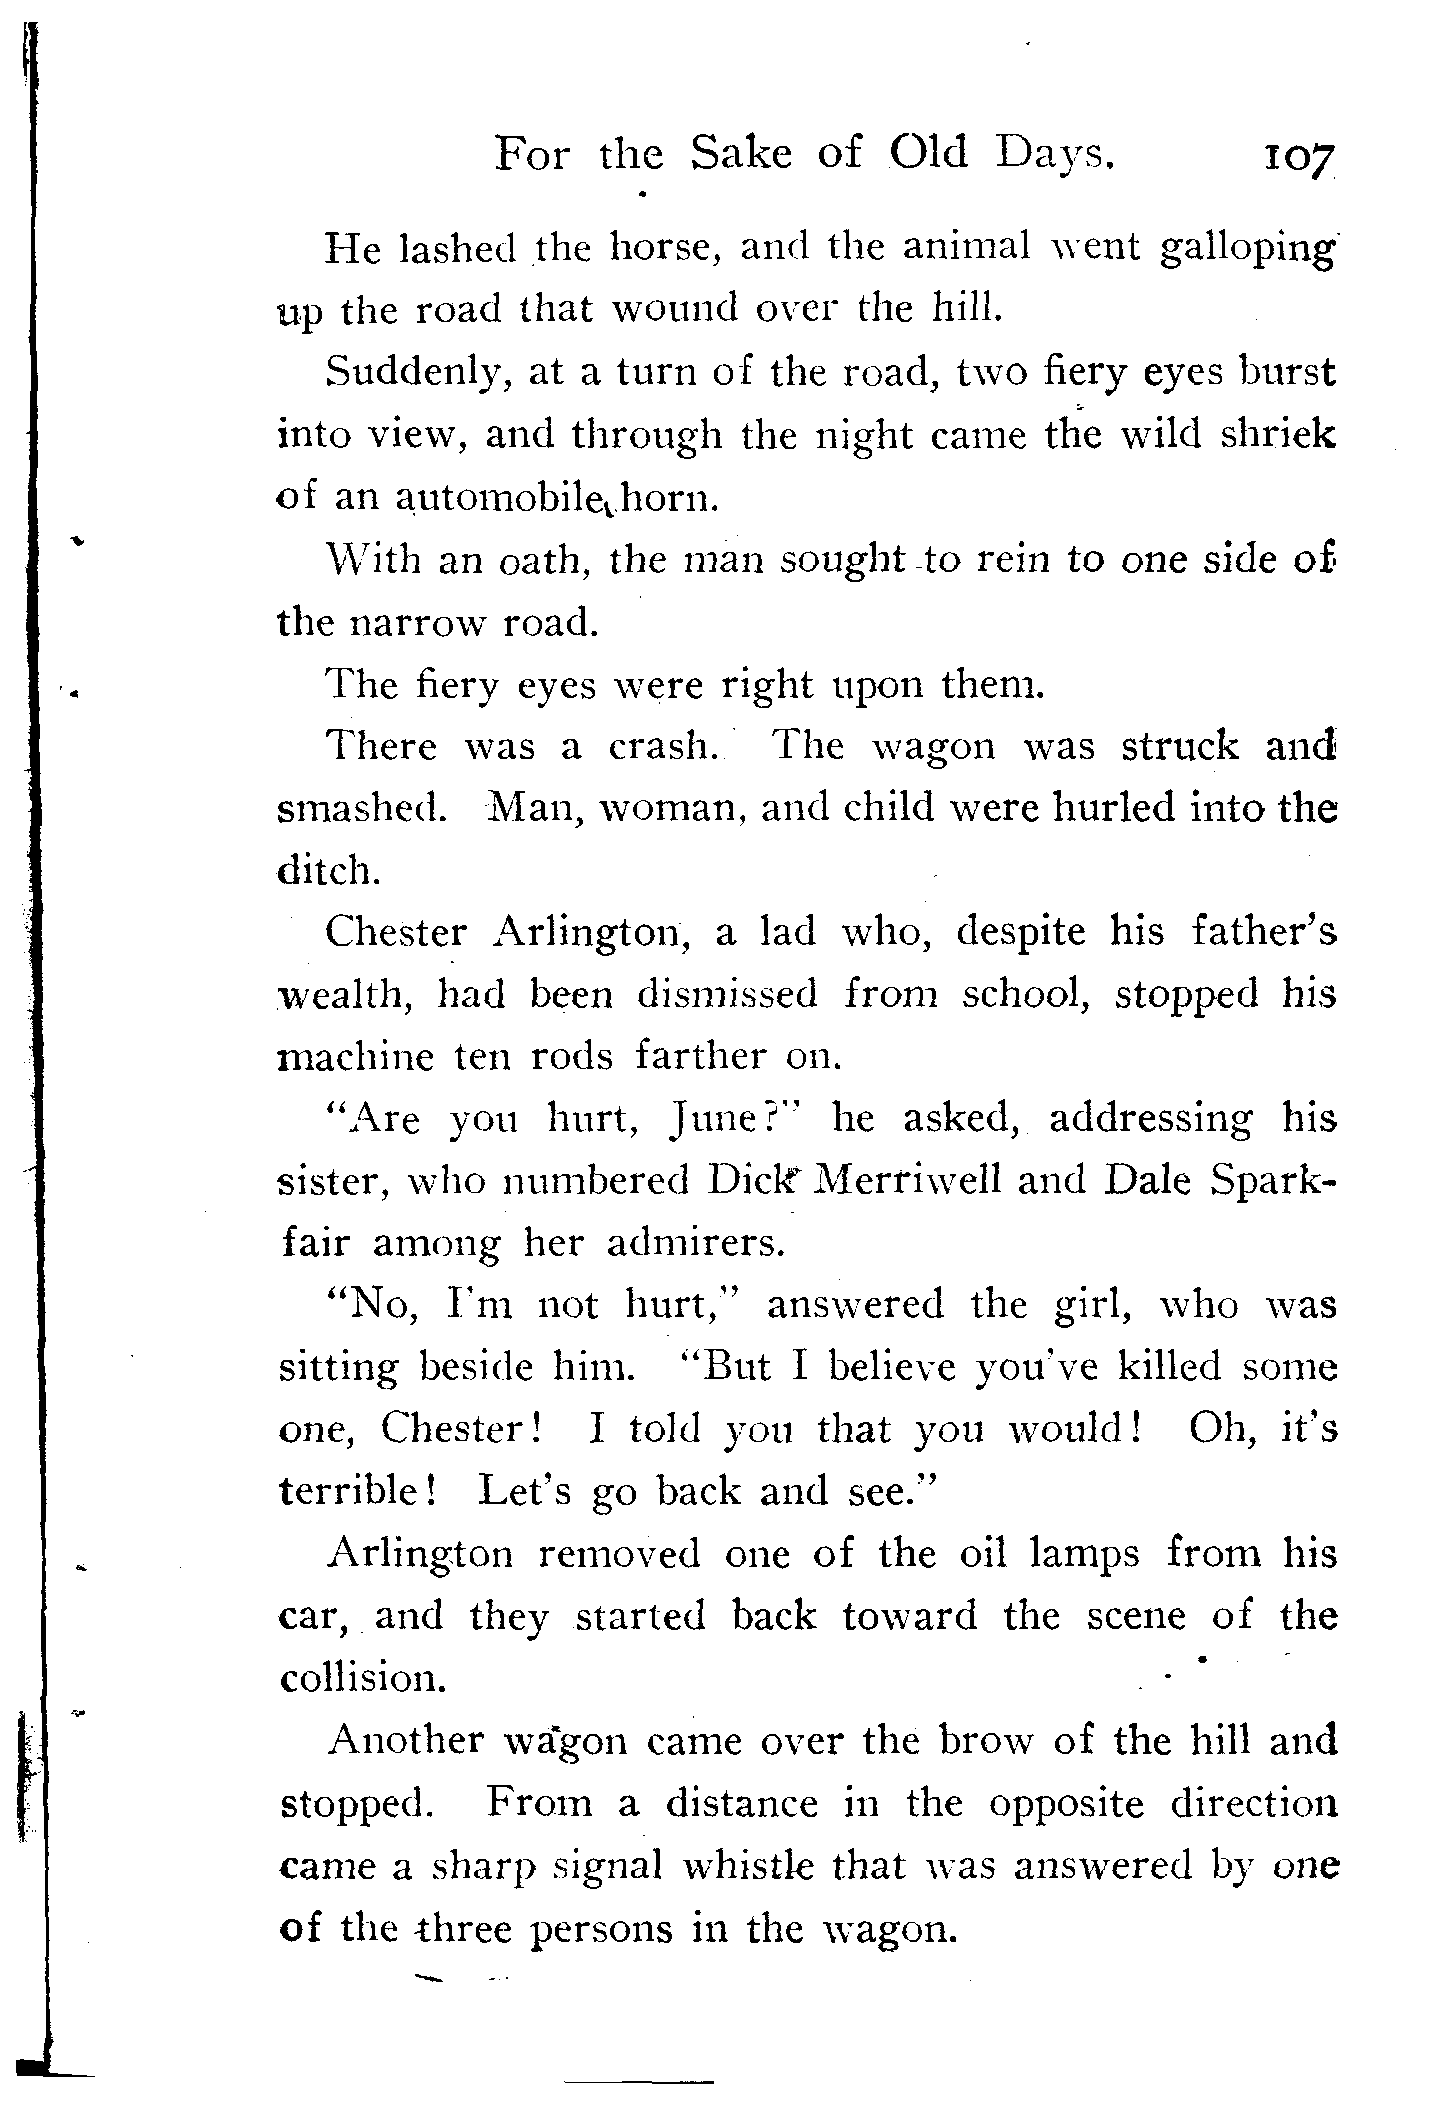 For the Sake of Old Days. 107
He lashed the horse, and the animal went galloping
up the road that wound over the hill.
Suddenly, at a turn of the road, two fiery eyes burst
into view, and through the night came the wild shriek
of an automobile horn.
With an oath, the man sought to rein to one side of
the narrow road.
The fiery eyes were right upon them.
There was a crash. The wagon was struck and
smashed. Man, woman, and child were hurled into the
ditch.
Chester Arlington, a lad who, despite his father's
wealth, had been dismissed from school, stopped his
machine ten rods farther on.
"Are you hurt, June?" he asked, addressing his
sister, who numbered Dick Merriwell and Dale Spark-
fair among her admirers.
"No, I'm not hurt," answered the girl, who was
sitting beside him. "But I believe you've killed some
one, Chester! I told you that you would! Oh, it's
terrible! Let's go back and see."
Arlington removed one of the oil lamps from his
car, and they started back toward the scene of the
collision.
Another wagon came over the brow of the hill and
stopped. From a distance in the opposite direction
came a sharp signal whistle that was answered by one
of the three persons in the wagon.